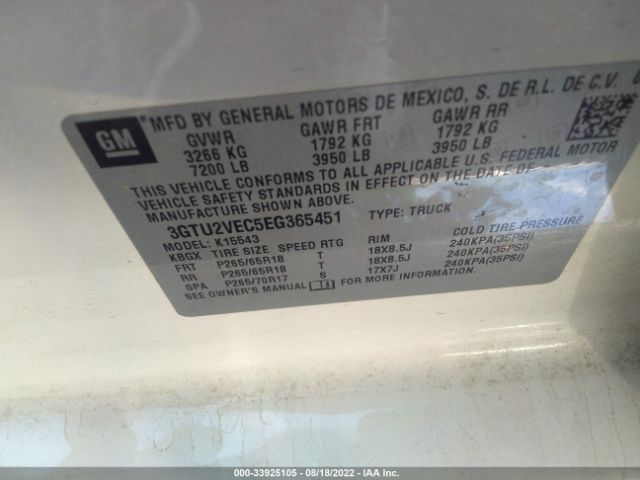 GM
MFD BY GENERAL MOTORS DE MEXICO, S. DE R.L. DE C.V.
GVWR GAWR FRT GAWR RR
3266 KG 1792 KG 1792 KG
7200 LB 3950 LB 3950 LB
THIS VEHICLE CONFORMS TO ALL APPLICABLE U.S. FEDERAL MOTOR
VEHICLE SAFETY STANDARDS IN EFFECT ON THE DATE OF
MANUFACTURE SHOWN ABOVE.
3GTU2VEC5EG365451 TYPE: TRUCK
MODEL: K15543
KBGX TIRE SIZE SPEED RTG RIM COLD TIRE PRESSURE
FRT P265/65R18 T 18X8.5J 240KPA(35PSI)
RR P265/65R18 T 18X8.5J 240KPA(35PSI)
SPA P265/70R17 S 17X7J 240KPA(35PSI)
SEE OWNER'S MANUAL FOR MORE INFORMATION.
000-33925105 - 08/18/2022 - IAA Inc.